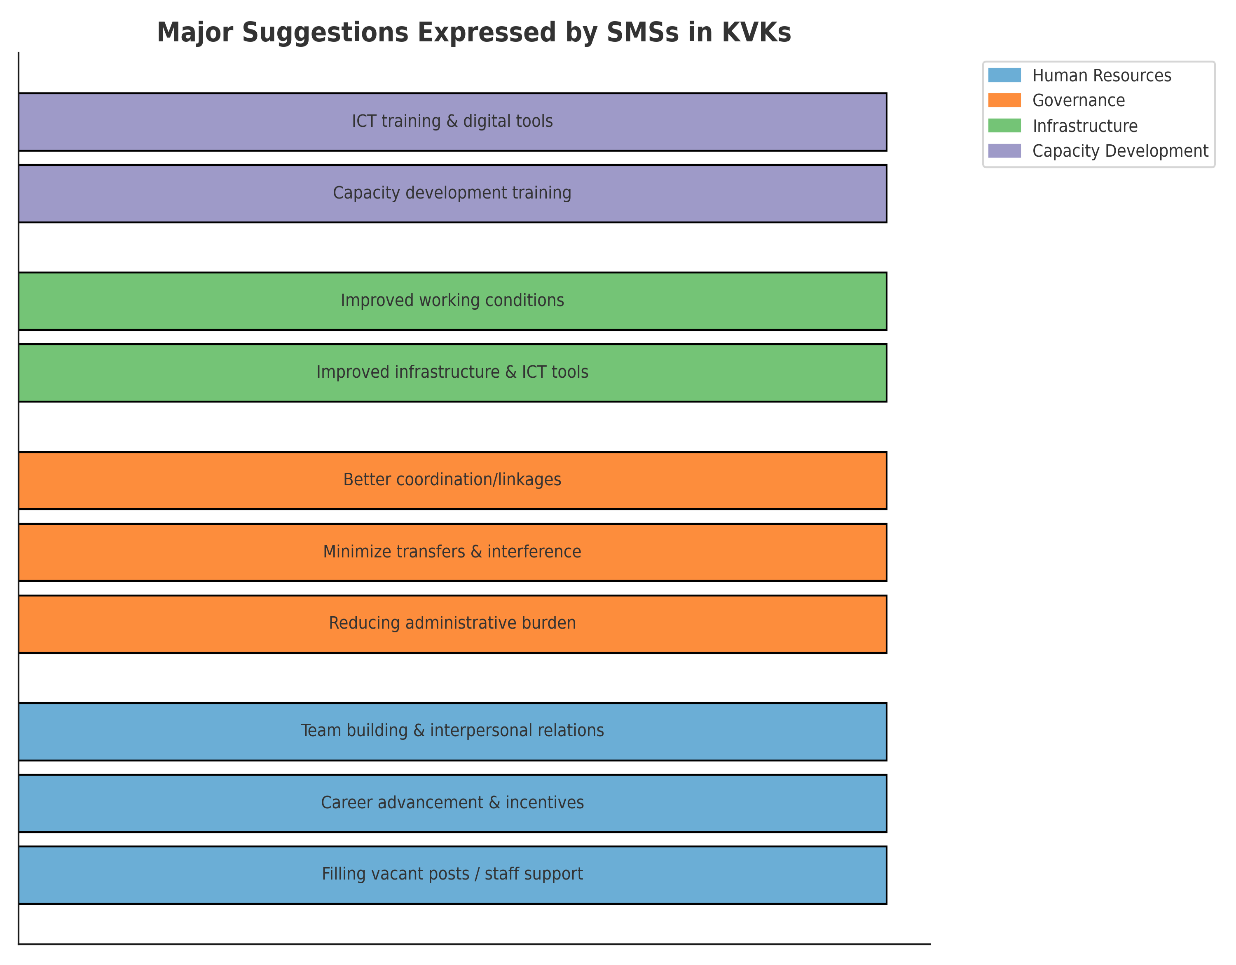 Major Suggestions Expressed by SMSs in KVKs
Human Resources
Governance
Infrastructure
Capacity Development
ICT training & digital tools
Capacity development training
Improved working conditions
Improved infrastructure & ICT tools
Better coordination/linkages
Minimize transfers & interference
Reducing administrative burden
Team building & interpersonal relations
Career advancement & incentives
Filling vacant posts / staff support